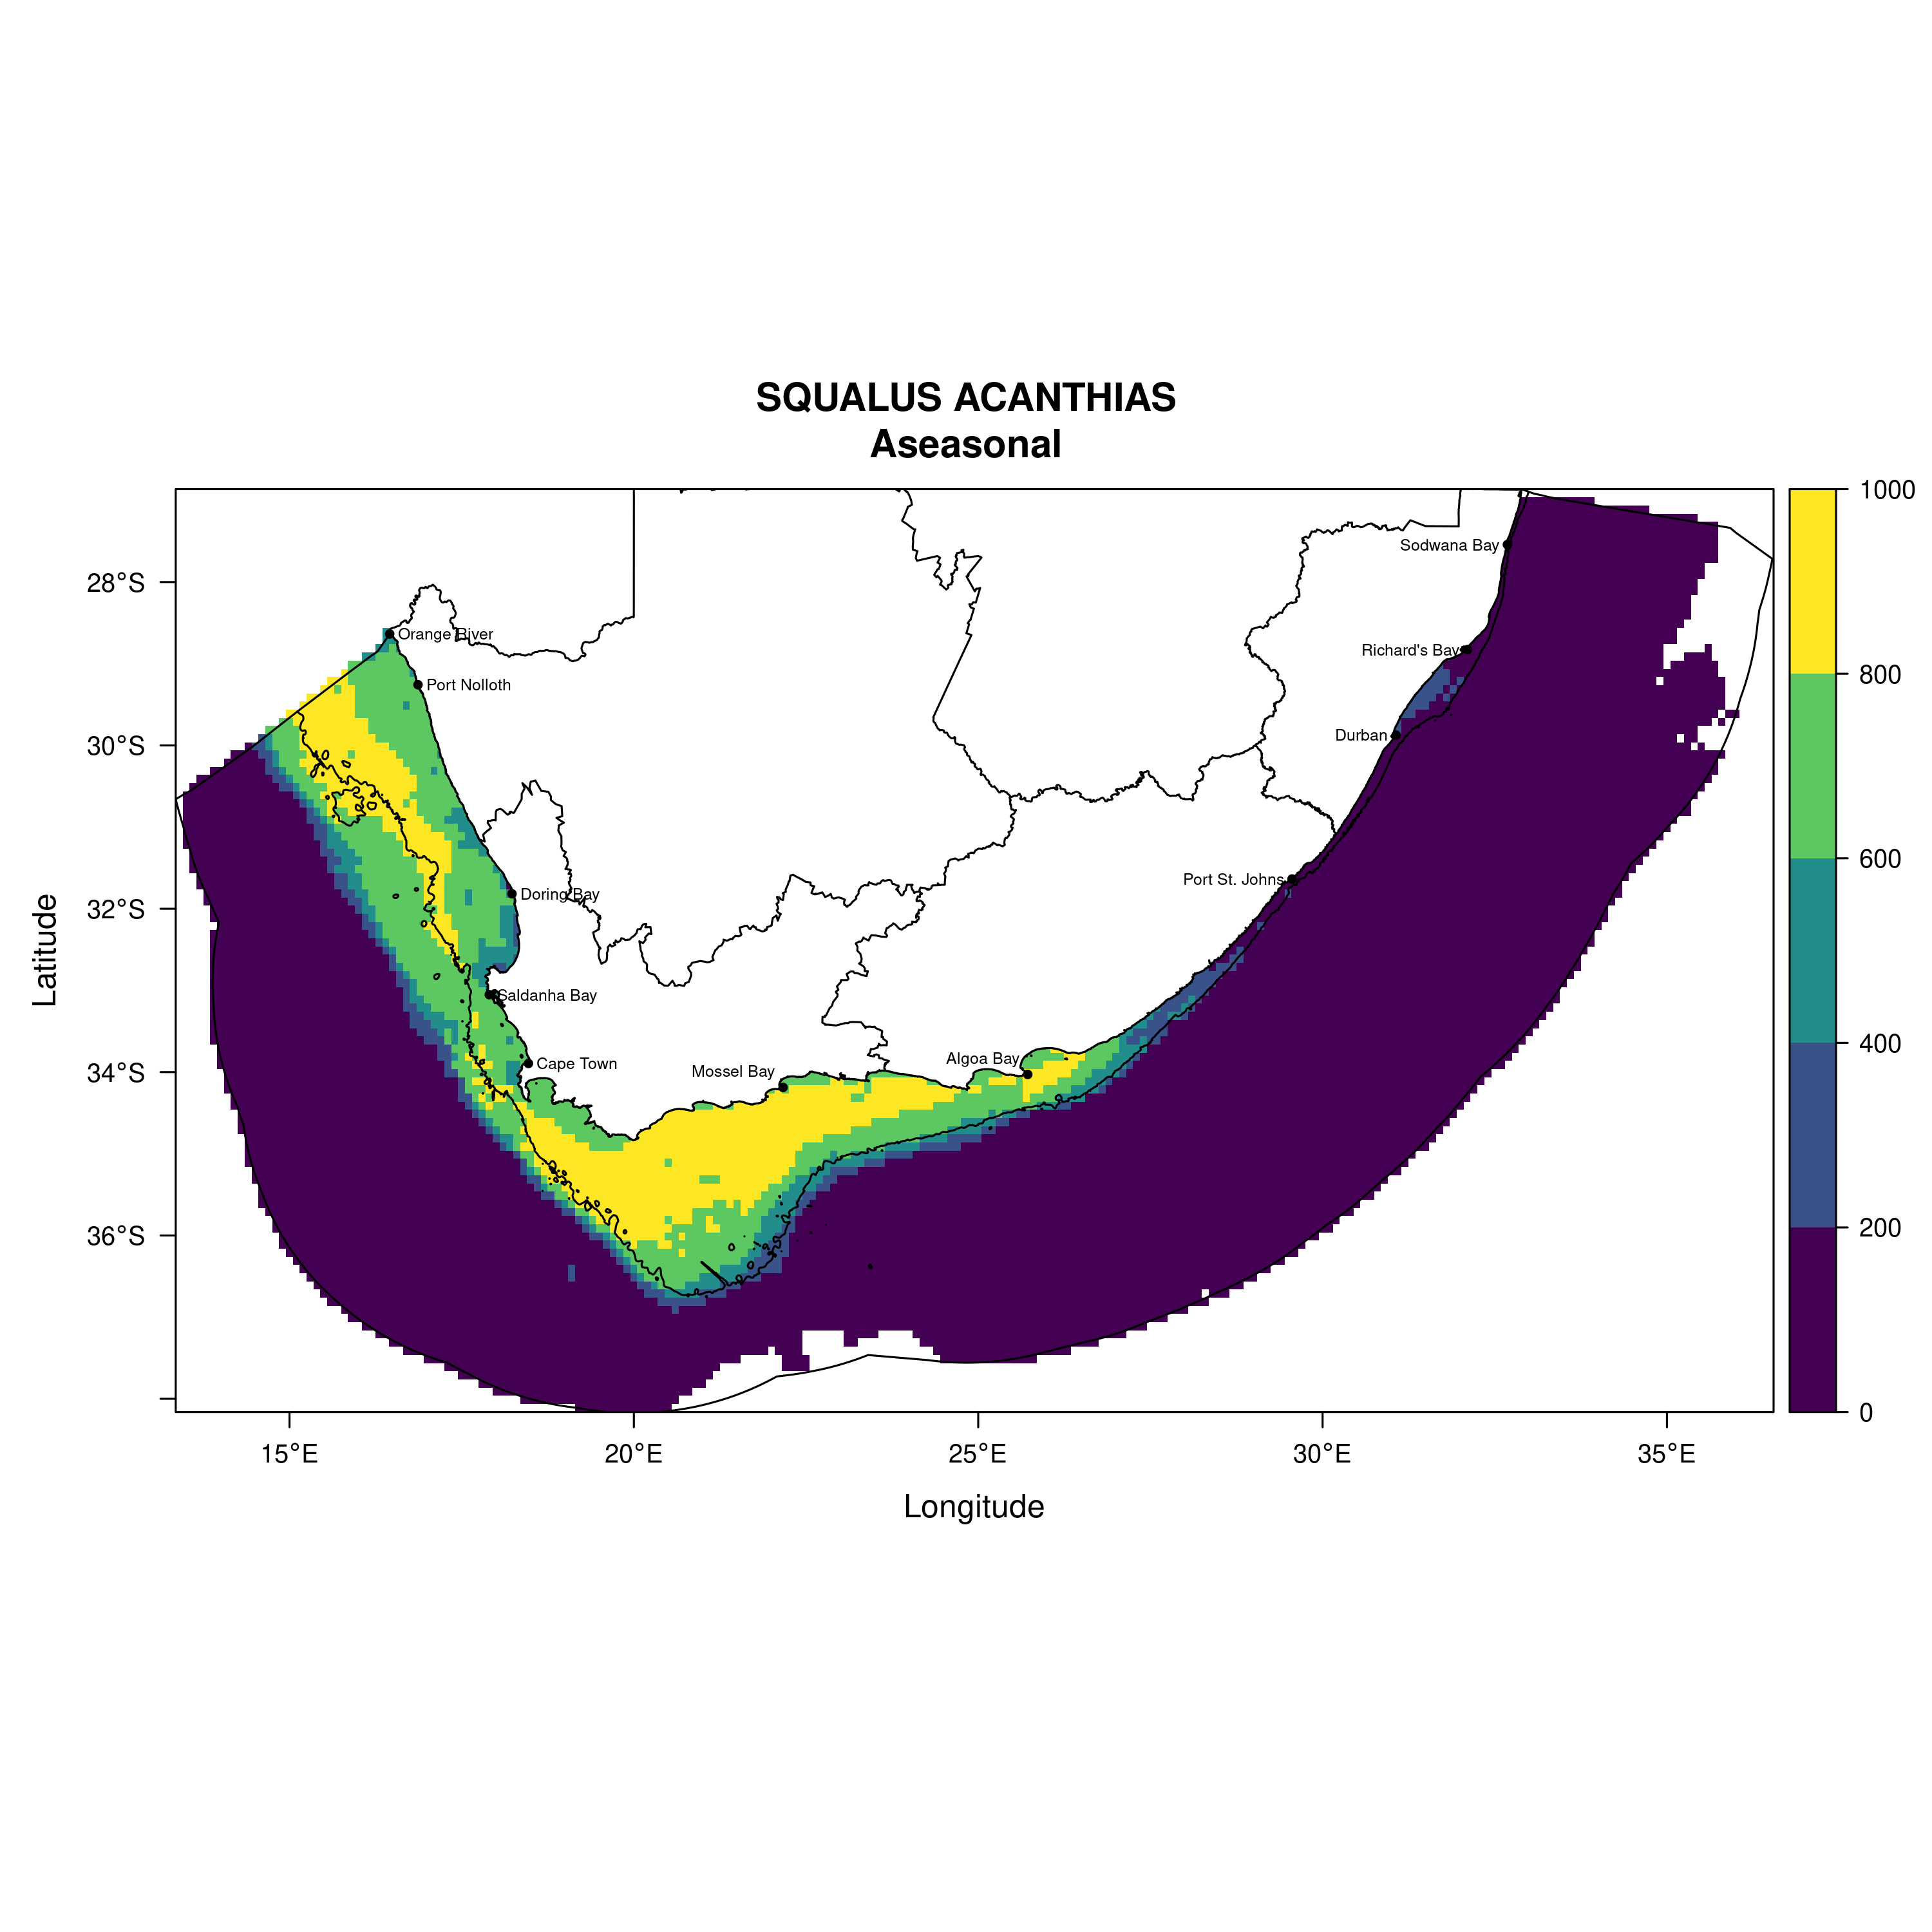 SQUALUS ACANTHIAS
Aseasonal
1000
800
600
400
200
0
28°S
30°S
32°S
34°S
36°S
Latitude
Sodwana Bay
Orange River
Richard's Bay
Port Nolloth
Durban
Port St. Johns
Doring Bay
Saldanha Bay
Algoa Bay
Cape Town
Mossel Bay
15°E
20°E
25°E
30°E
35°E
Longitude